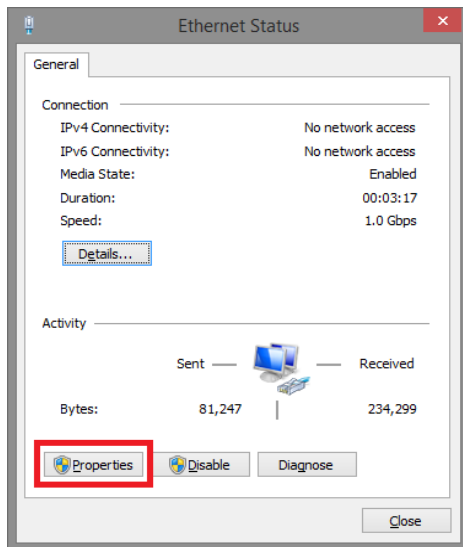 Ethernet Status
General
Connection
IPv4 Connectivity: No network access
IPv6 Connectivity: No network access
Media State: Enabled
Duration: 00:03:17
Speed: 1.0 Gbps
Details...
Activity
Sent Received
Bytes: 81,247 234,299
Properties Disable Diagnose
Close